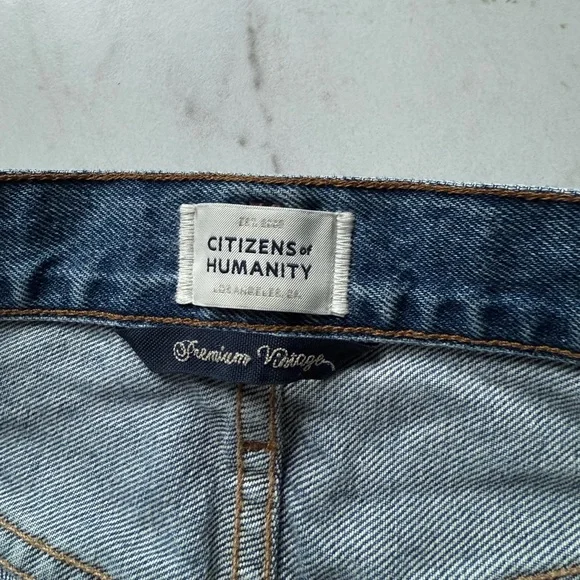 EST. 2003
CITIZENS of
HUMANITY
LOS ANGELES, CA.
Premium Vintage